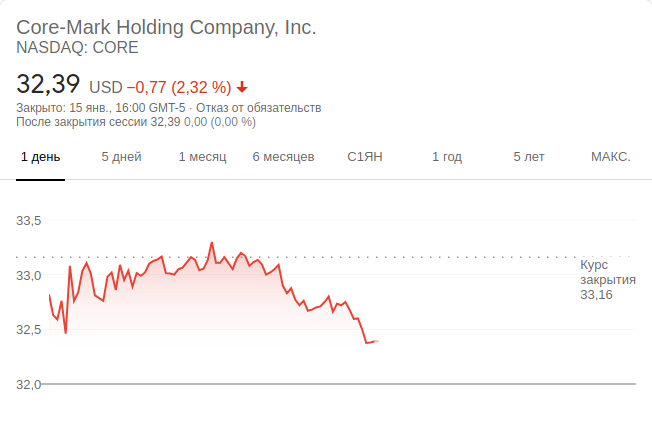 Core-Mark Holding Company, Inc.
NASDAQ: CORE
32,39 USD −0,77 (2,32 %)
Закрыто: 15 янв., 16:00 GMT-5 · Отказ от обязательств
После закрытия сессии 32,39 0,00 (0,00 %)
1 день 5 дней 1 месяц 6 месяцев С1ЯН 1 год 5 лет МАКС.
33,5
33,0
32,5
32,0
Курс
закрытия
33,16